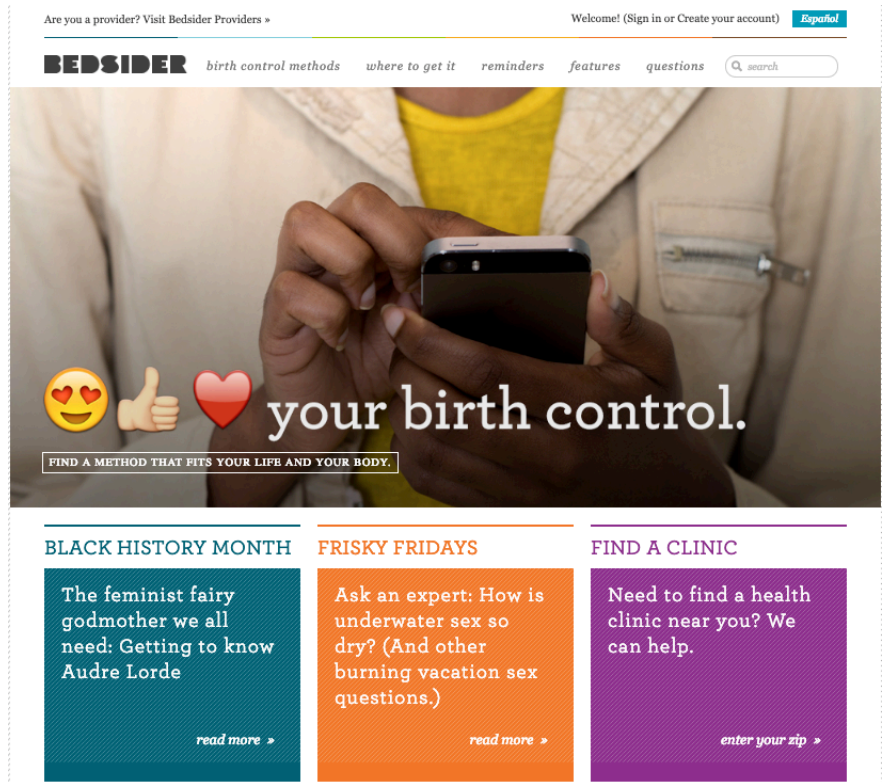 Are you a provider? Visit Bedsider Providers »
Welcome! (Sign in or Create your account)
Español
BEDSIDER
birth control methods
where to get it
reminders
features
questions
search
😍👍❤️ your birth control.
FIND A METHOD THAT FITS YOUR LIFE AND YOUR BODY.
BLACK HISTORY MONTH
The feminist fairy
godmother we all
need: Getting to know
Audre Lorde
read more »
FRISKY FRIDAYS
Ask an expert: How is
underwater sex so
dry? (And other
burning vacation sex
questions.)
read more »
FIND A CLINIC
Need to find a health
clinic near you? We
can help.
enter your zip »